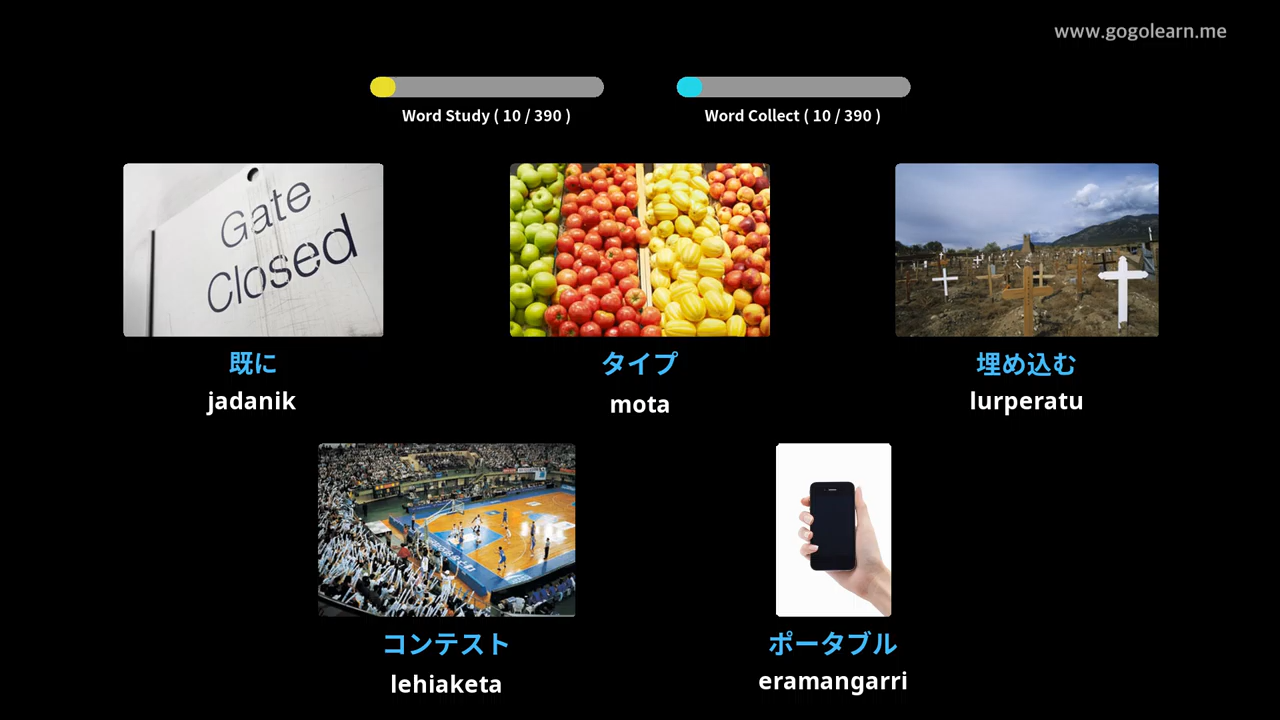 www.gogolearn.me
Word Study ( 10 / 390 )
Word Collect ( 10 / 390 )
Gate
Closed
既に
jadanik
タイプ
mota
埋め込む
lurperatu
コンテスト
lehiaketa
ポータブル
eramangarri